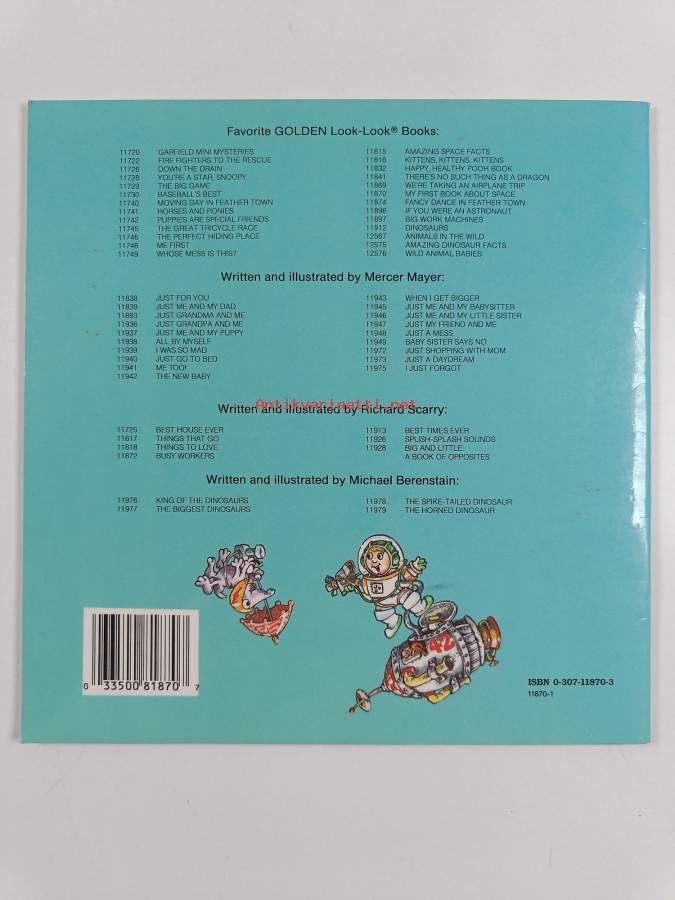 Favorite GOLDEN Look-Look® Books:
11720 GARFIELD MINI MYSTERIES
11722 FIRE FIGHTERS TO THE RESCUE
11726 DOWN THE DRAIN
11728 YOU'RE A STAR, SNOOPY
11729 THE BIG GAME
11730 BASEBALL'S BEST
11740 MOVING DAY IN FEATHER TOWN
11741 HORSES AND PONIES
11742 PUPPIES ARE SPECIAL FRIENDS
11745 THE GREAT TRICYCLE RACE
11746 THE PERFECT HIDING PLACE
11748 ME FIRST
11749 WHOSE MESS IS THIS?
11815 AMAZING SPACE FACTS
11816 KITTENS, KITTENS, KITTENS
11832 HAPPY, HEALTHY POOH BOOK
11841 THERE'S NO SUCH THING AS A DRAGON
11869 WE'RE TAKING AN AIRPLANE TRIP
11870 MY FIRST BOOK ABOUT SPACE
11874 FANCY DANCE IN FEATHER TOWN
11896 IF YOU WERE AN ASTRONAUT
11897 BIG WORK MACHINES
11912 DINOSAURS
12567 ANIMALS IN THE WILD
12575 AMAZING DINOSAUR FACTS
12576 WILD ANIMAL BABIES
Written and illustrated by Mercer Mayer:
11838 JUST FOR YOU
11839 JUST ME AND MY DAD
11893 JUST GRANDMA AND ME
11936 JUST GRANDPA AND ME
11937 JUST ME AND MY PUPPY
11938 ALL BY MYSELF
11939 I WAS SO MAD
11940 JUST GO TO BED
11941 ME TOO!
11942 THE NEW BABY
11943 WHEN I GET BIGGER
11945 JUST ME AND MY BABYSITTER
11946 JUST ME AND MY LITTLE SISTER
11947 JUST MY FRIEND AND ME
11948 JUST A MESS
11949 BABY SISTER SAYS NO
11972 JUST SHOPPING WITH MOM
11973 JUST A DAYDREAM
11975 I JUST FORGOT
Antikvariaatti.net
Written and illustrated by Richard Scarry:
11725 BEST HOUSE EVER
11817 THINGS THAT GO
11818 THINGS TO LOVE
11872 BUSY WORKERS
11913 BEST TIMES EVER
11926 SPLISH-SPLASH SOUNDS
11928 BIG AND LITTLE:
A BOOK OF OPPOSITES
Written and illustrated by Michael Berenstain:
11976 KING OF THE DINOSAURS
11977 THE BIGGEST DINOSAURS
11978 THE SPIKE-TAILED DINOSAUR
11979 THE HORNED DINOSAUR
42
0 33500 81870 7
ISBN 0-307-11870-3
11870-1